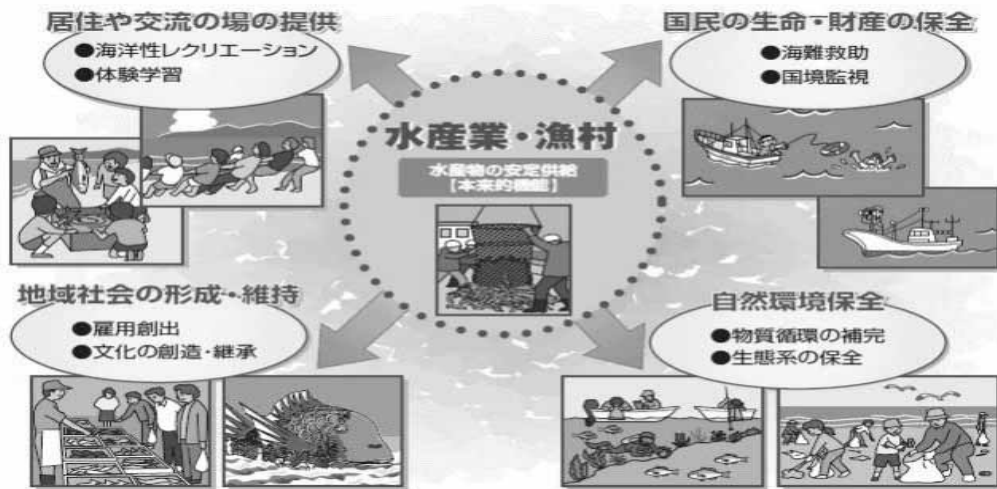 居住や交流の場の提供
●海洋性レクリエーション
●体験学習
国民の生命・財産の保全
●海難救助
●国境監視
水産業・漁村
水産物の安定供給
［本来的機能］
地域社会の形成・維持
●雇用創出
●文化の創造・継承
自然環境保全
●物質循環の補完
●生態系の保全